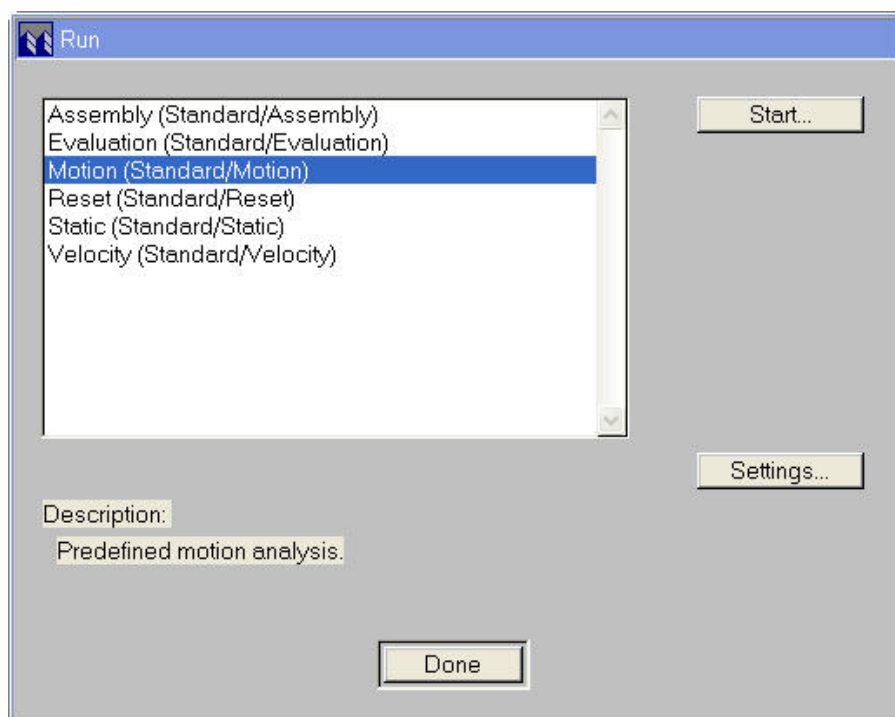 Run
Assembly (Standard/Assembly)
Evaluation (Standard/Evaluation)
Motion (Standard/Motion)
Reset (Standard/Reset)
Static (Standard/Static)
Velocity (Standard/Velocity)
Start...
Settings...
Description:
Predefined motion analysis.
Done